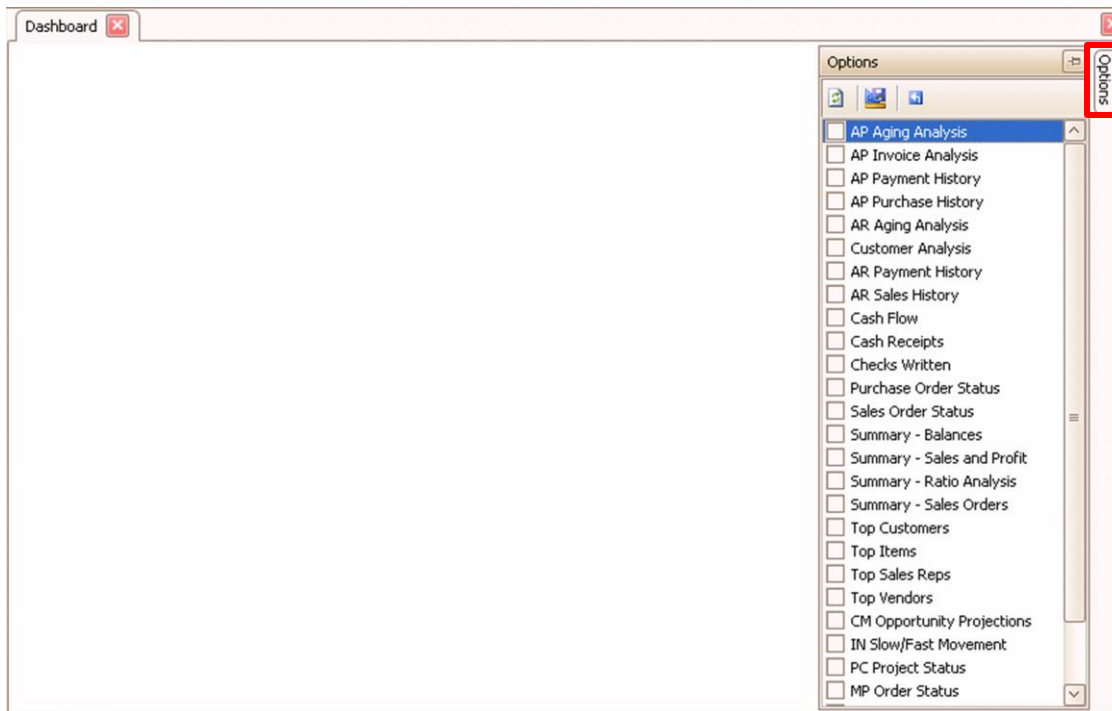 Dashboard
Options
Options
AP Aging Analysis
AP Invoice Analysis
AP Payment History
AP Purchase History
AR Aging Analysis
Customer Analysis
AR Payment History
AR Sales History
Cash Flow
Cash Receipts
Checks Written
Purchase Order Status
Sales Order Status
Summary - Balances
Summary - Sales and Profit
Summary - Ratio Analysis
Summary - Sales Orders
Top Customers
Top Items
Top Sales Reps
Top Vendors
CM Opportunity Projections
IN Slow/Fast Movement
PC Project Status
MP Order Status